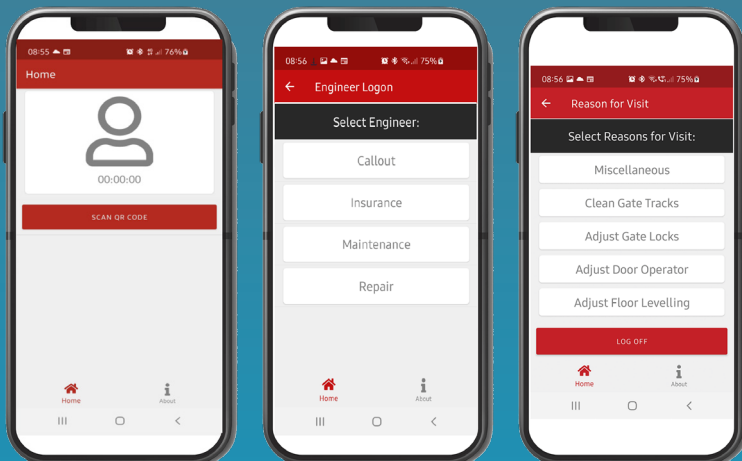 08:55 76%
Home
00:00:00
SCAN QR CODE
Home About
08:56 75%
Engineer Logon
Select Engineer:
Callout
Insurance
Maintenance
Repair
Home About
08:56 75%
Reason for Visit
Select Reasons for Visit:
Miscellaneous
Clean Gate Tracks
Adjust Gate Locks
Adjust Door Operator
Adjust Floor Levelling
LOG OFF
Home About